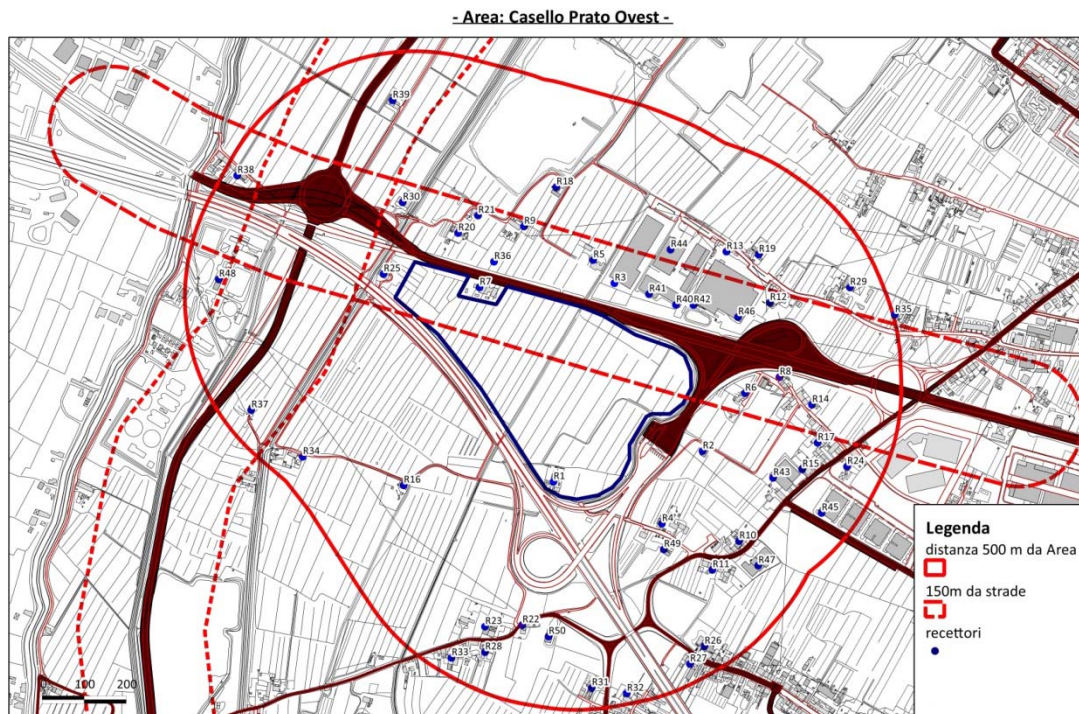 - Area: Casello Prato Ovest -
R39
R38
R18
R30
R21
R9
R20
R44
R13
R19
R5
R36
R25
R48
R7
R3
R41
R29
R40
R42
R12
R46
R35
R8
R6
R14
R37
R17
R2
R34
R24
R15
R43
R1
R16
R45
R4
R10
R49
R47
R11
R23
R22
R50
R26
R28
R33
R27
R31
R32
0 100 200
Legenda
distanza 500 m da Area
150m da strade
recettori